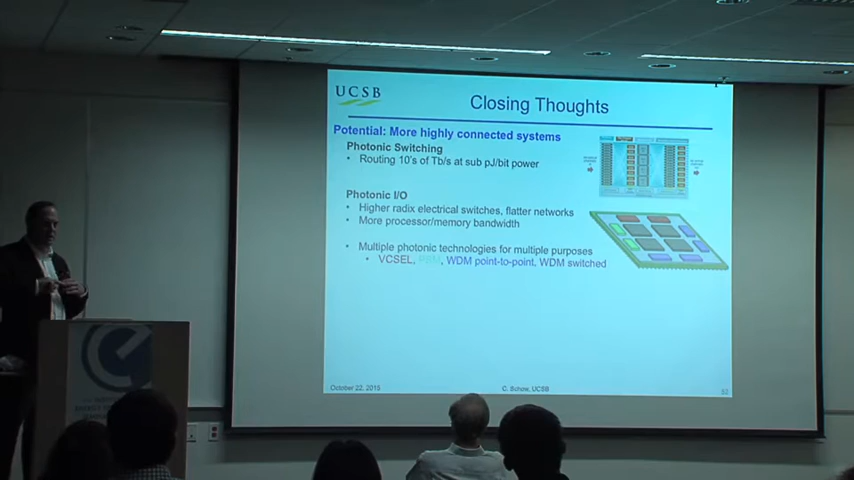 UCSB
Closing Thoughts
Potential: More highly connected systems
Photonic Switching
• Routing 10's of Tb/s at sub pJ/bit power
Photonic I/O
• Higher radix electrical switches, flatter networks
• More processor/memory bandwidth
• Multiple photonic technologies for multiple purposes
• VCSEL, PSM, WDM point-to-point, WDM switched
October 22, 2015
C. Schow, UCSB